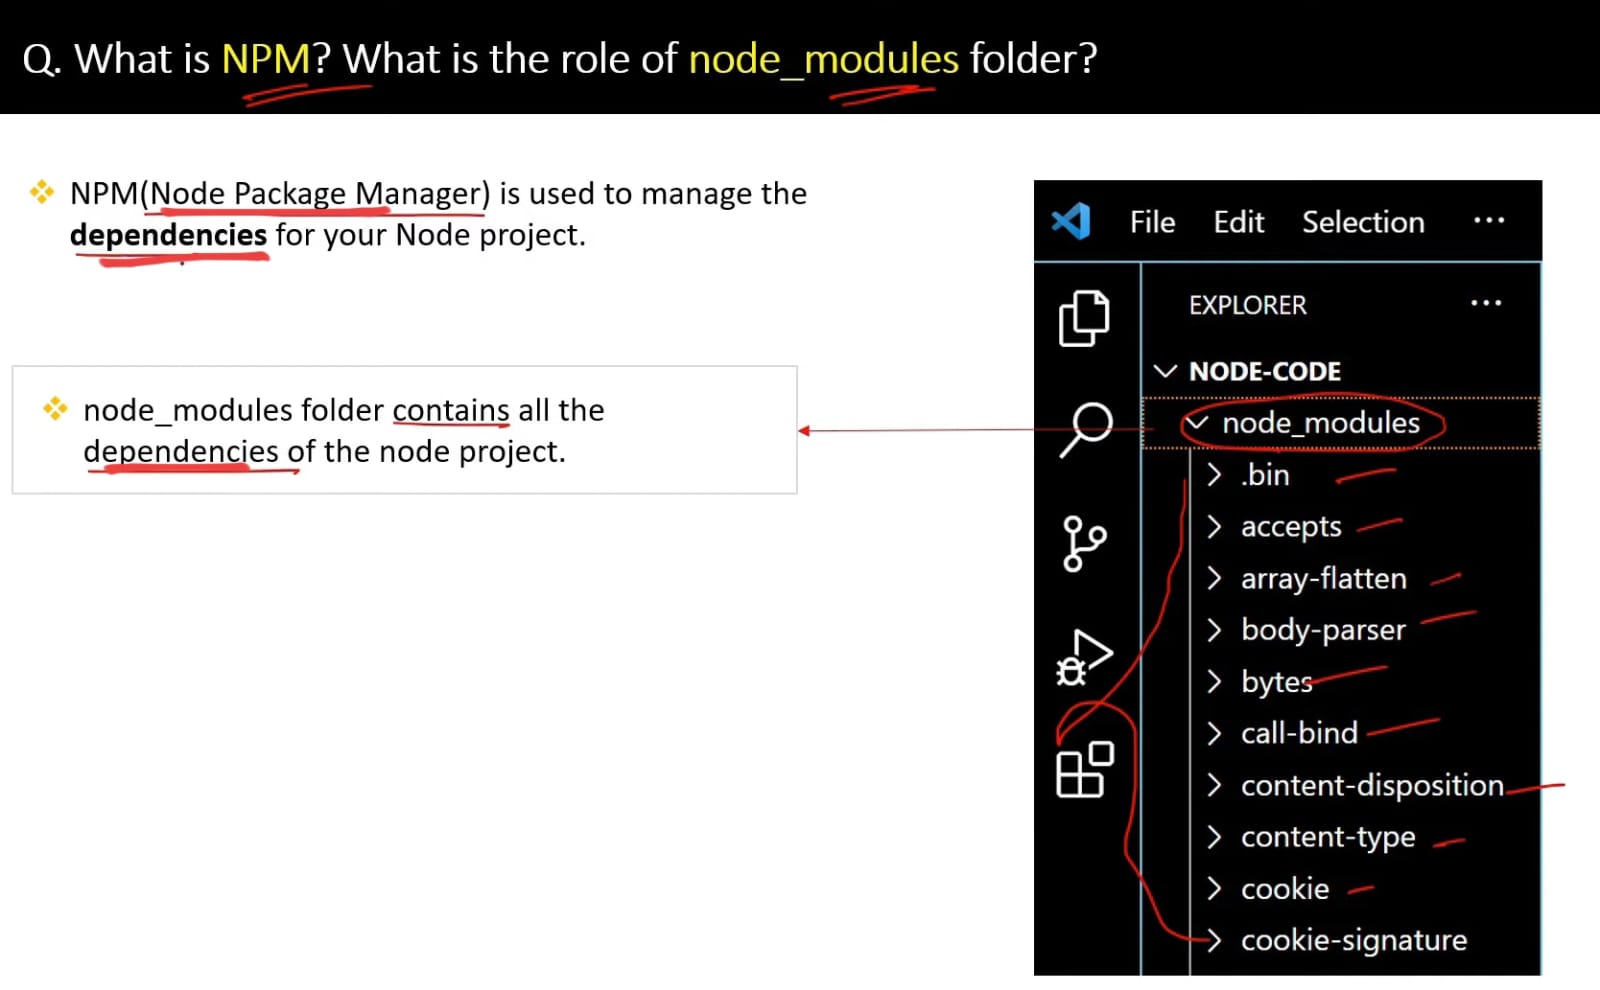 Q. What is NPM? What is the role of node_modules folder?
NPM(Node Package Manager) is used to manage the
dependencies for your Node project.
node_modules folder contains all the
dependencies of the node project.
File Edit Selection ···
EXPLORER ···
NODE-CODE
node_modules
.bin
accepts
array-flatten
body-parser
bytes
call-bind
content-disposition
content-type
cookie
cookie-signature